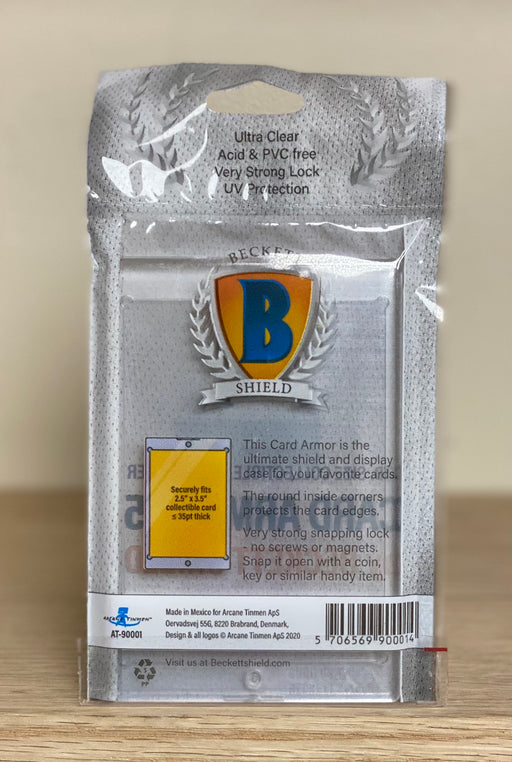 Ultra Clear
Acid & PVC free
Very Strong Lock
UV Protection
BECKETT
B
SHIELD
This Card Armor is the
ultimate shield and display
case for your favorite cards.
The round inside corners
protects the card edges.
Very strong snapping lock
- no screws or magnets.
Snap it open with a coin,
key or similar handy item.
Securely fits
2.5" x 3.5"
collectible card
≤ 35pt thick
ARCANE TINMEN
AT-90001
Made in Mexico for Arcane Tinmen ApS
Oervadsvej 55G, 8220 Brabrand, Denmark,
Design & all logos © Arcane Tinmen ApS 2020
5 706569 900014
5
PP
Visit us at Beckettshield.com